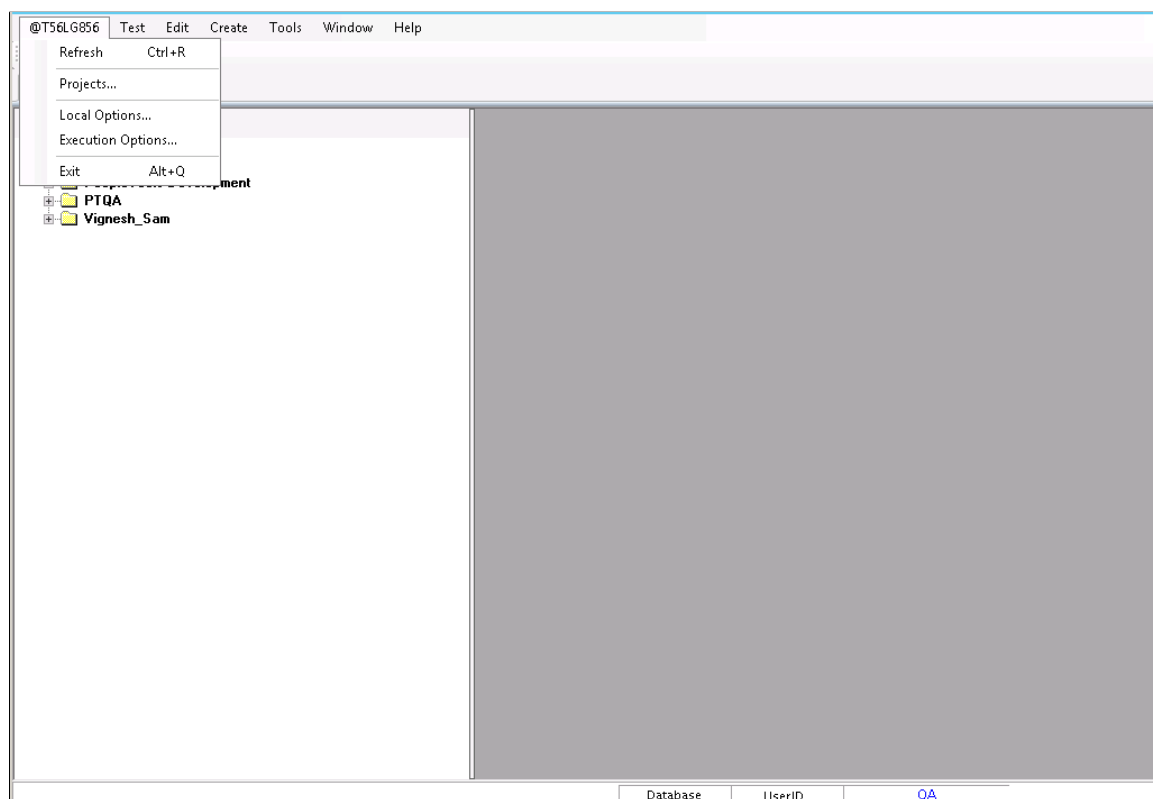 @T56LG856 Test Edit Create Tools Window Help
Refresh Ctrl+R
Projects...
Local Options...
Execution Options...
Exit Alt+Q
PTQA
Vignesh_Sam
Database UserID QA